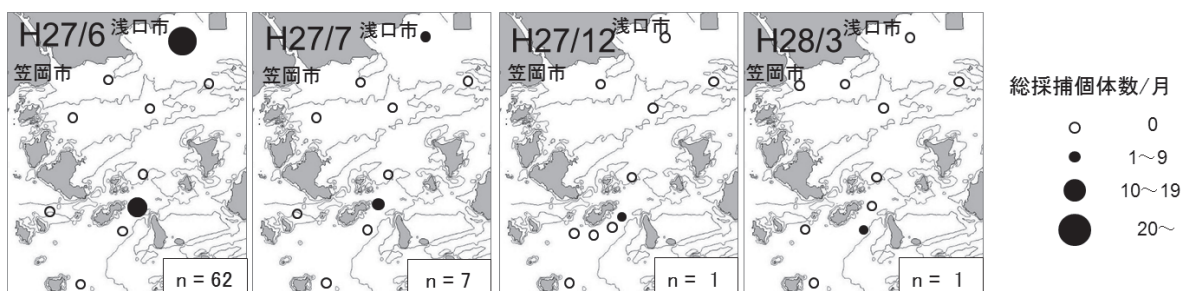 H27/6
浅口市
笠岡市
n = 62
H27/7
浅口市
笠岡市
n = 7
H27/12
浅口市
笠岡市
n = 1
H28/3
浅口市
笠岡市
n = 1
総採捕個体数/月
0
1～9
10～19
20～